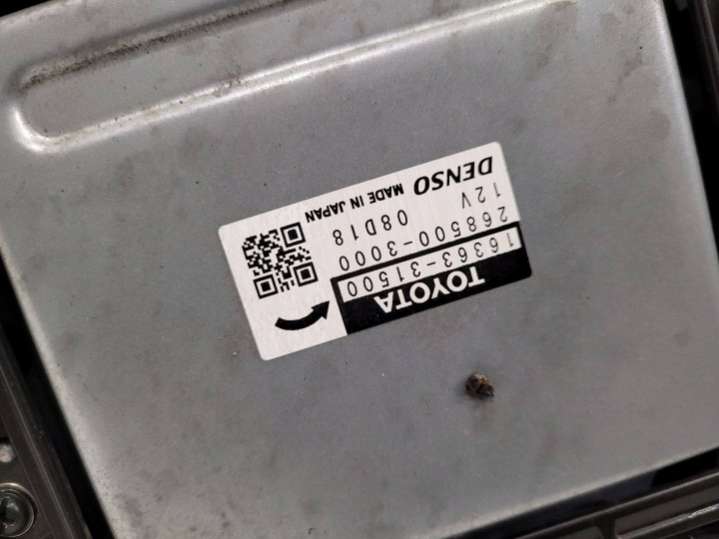 TOYOTA
16363-31500
268500-3000
12V 08D18
DENSO MADE IN JAPAN